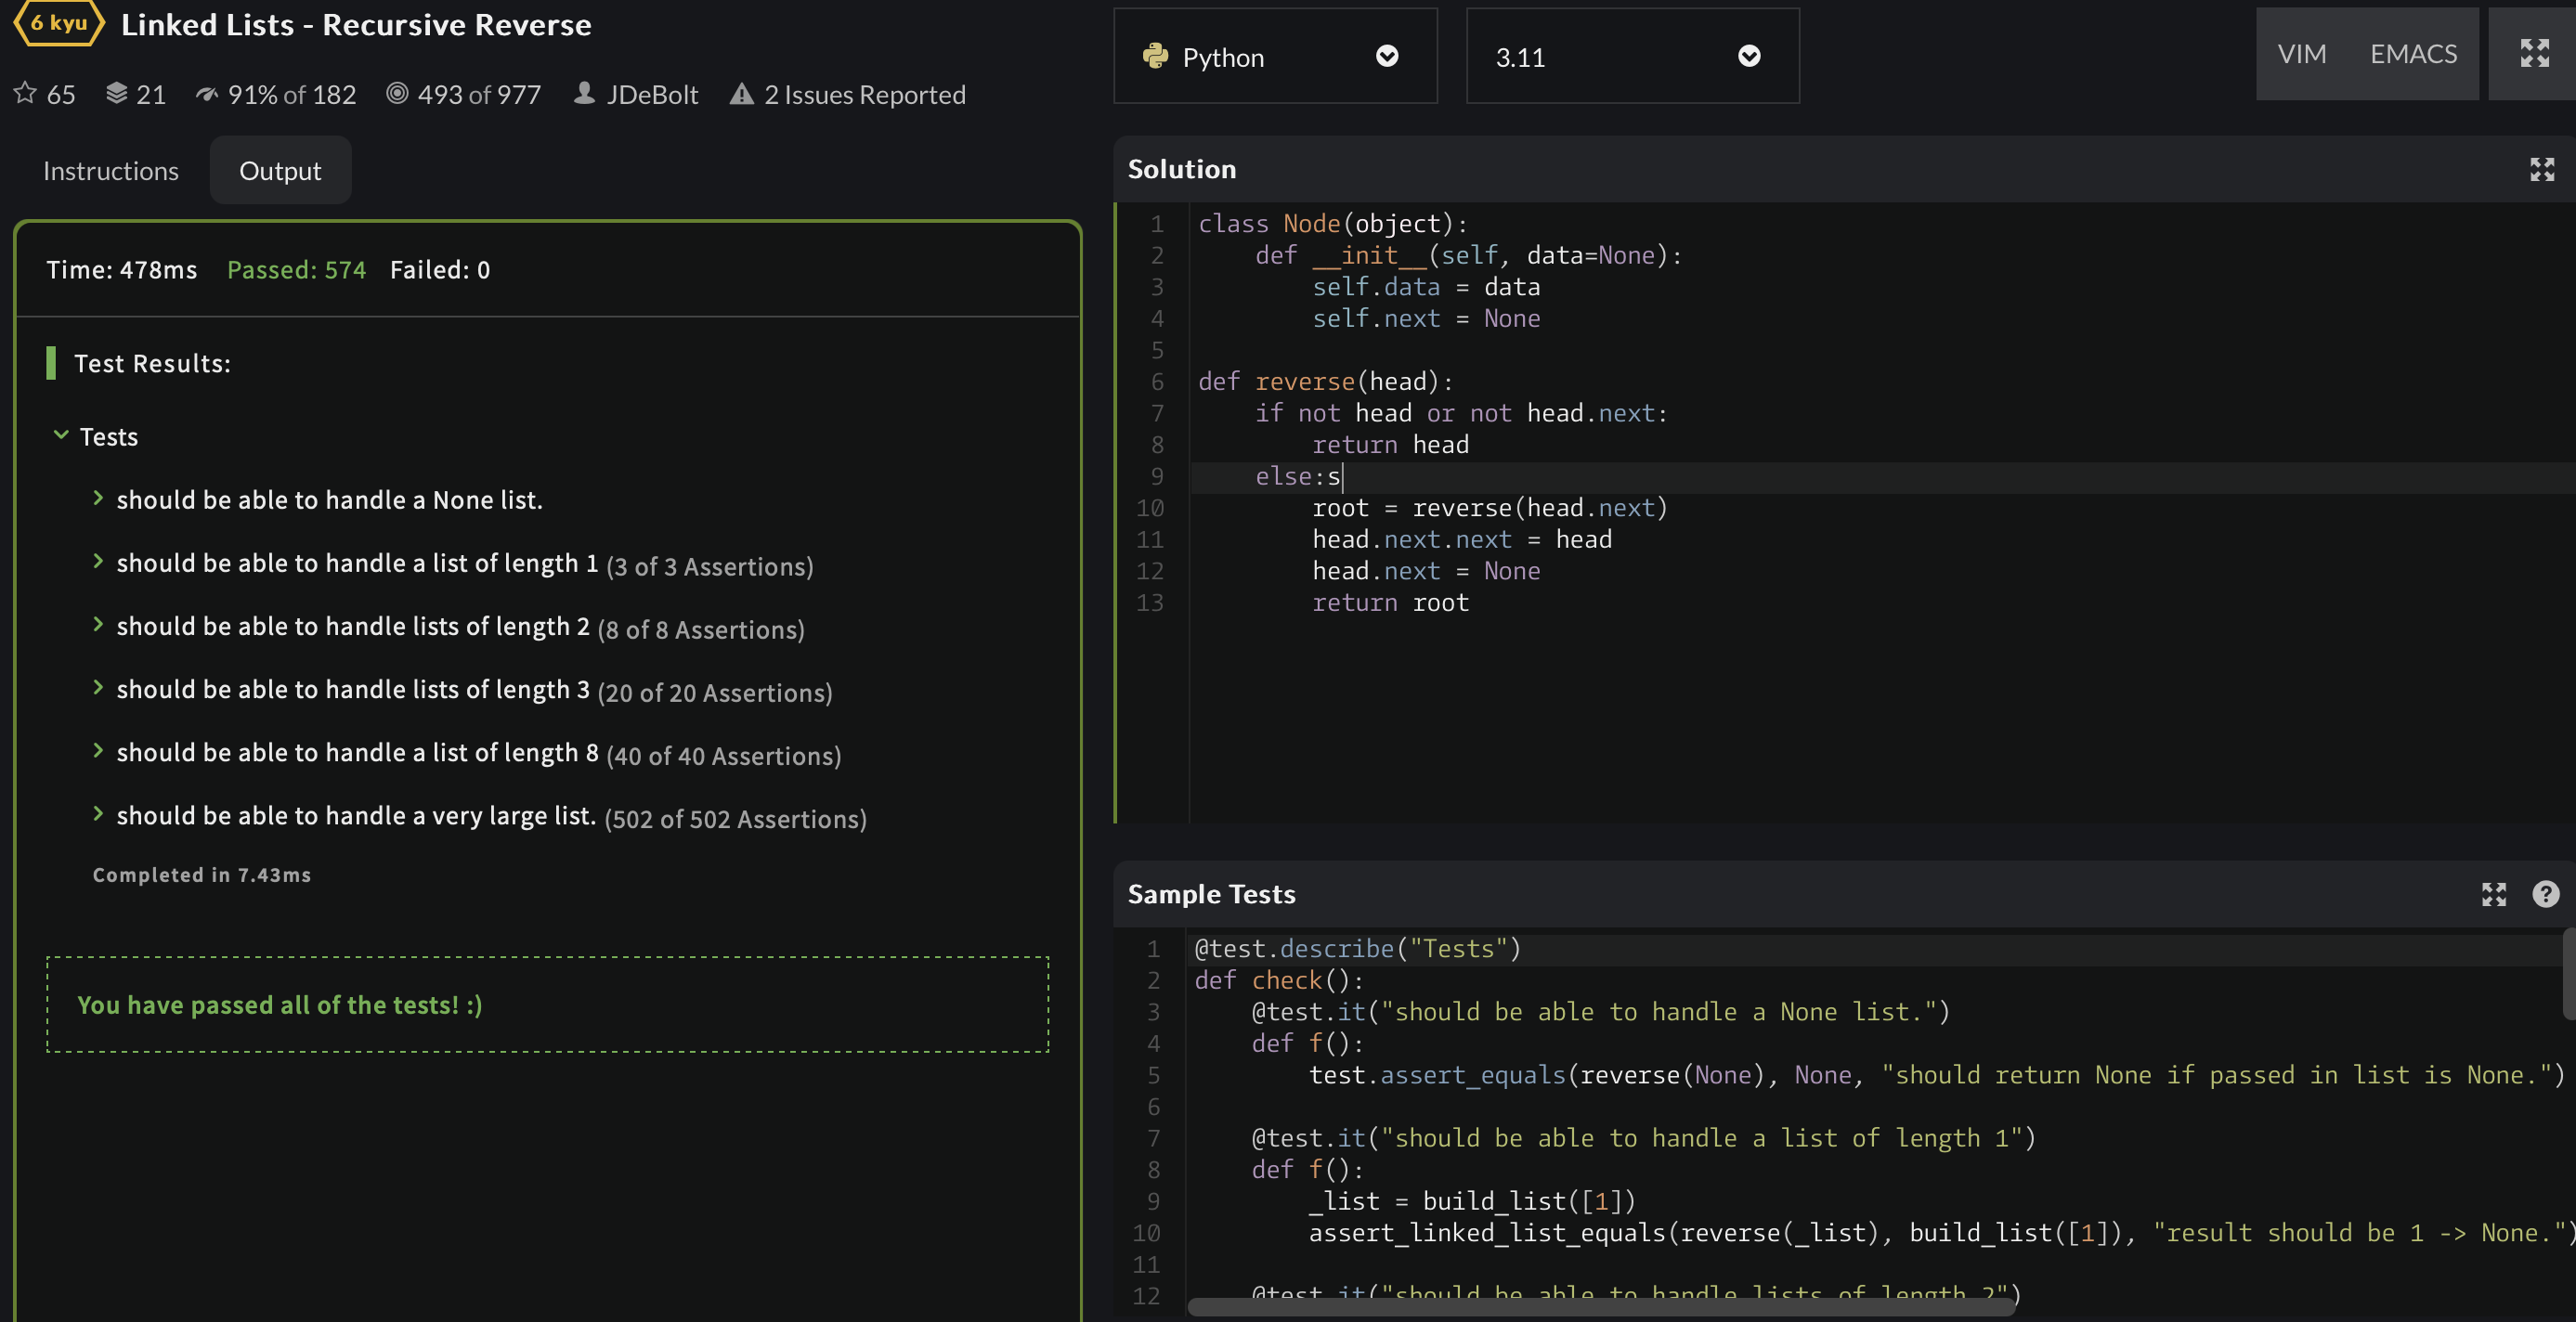 6 kyu Linked Lists - Recursive Reverse
65 21 91% of 182 493 of 977 JDeBolt 2 Issues Reported
Instructions Output
Time: 478ms Passed: 574 Failed: 0
Test Results:
Tests
should be able to handle a None list.
should be able to handle a list of length 1 (3 of 3 Assertions)
should be able to handle lists of length 2 (8 of 8 Assertions)
should be able to handle lists of length 3 (20 of 20 Assertions)
should be able to handle a list of length 8 (40 of 40 Assertions)
should be able to handle a very large list. (502 of 502 Assertions)
Completed in 7.43ms
You have passed all of the tests! :)
Python 3.11 VIM EMACS
Solution
1 class Node(object):
2     def __init__(self, data=None):
3         self.data = data
4         self.next = None
5
6 def reverse(head):
7     if not head or not head.next:
8         return head
9     else:s
10         root = reverse(head.next)
11         head.next.next = head
12         head.next = None
13         return root
Sample Tests
1 @test.describe("Tests")
2 def check():
3     @test.it("should be able to handle a None list.")
4     def f():
5         test.assert_equals(reverse(None), None, "should return None if passed in list is None.")
6
7     @test.it("should be able to handle a list of length 1")
8     def f():
9         _list = build_list([1])
10         assert_linked_list_equals(reverse(_list), build_list([1]), "result should be 1 -> None.")
11
12     @test.it("should be able to handle lists of length 2")